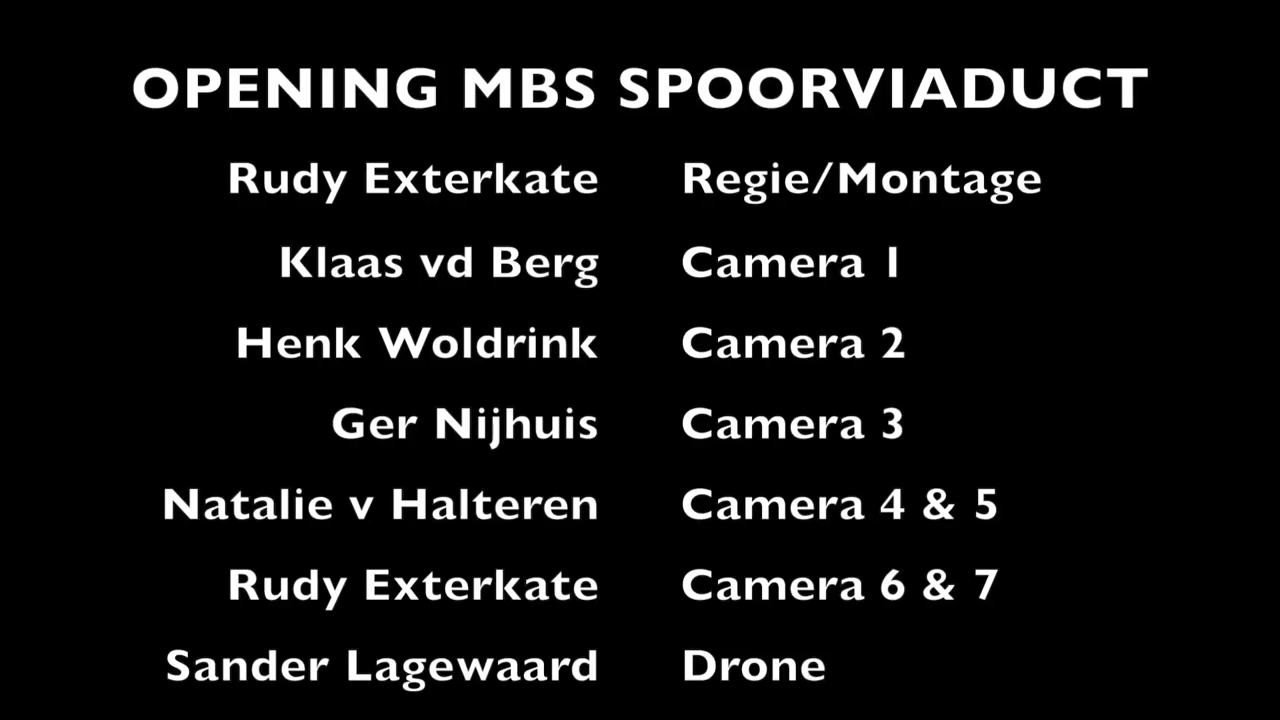 OPENING MBS SPOORVIADUCT
Rudy Exterkate Regie/Montage
Klaas vd Berg Camera 1
Henk Woldrink Camera 2
Ger Nijhuis Camera 3
Natalie v Halteren Camera 4 & 5
Rudy Exterkate Camera 6 & 7
Sander Lagewaard Drone